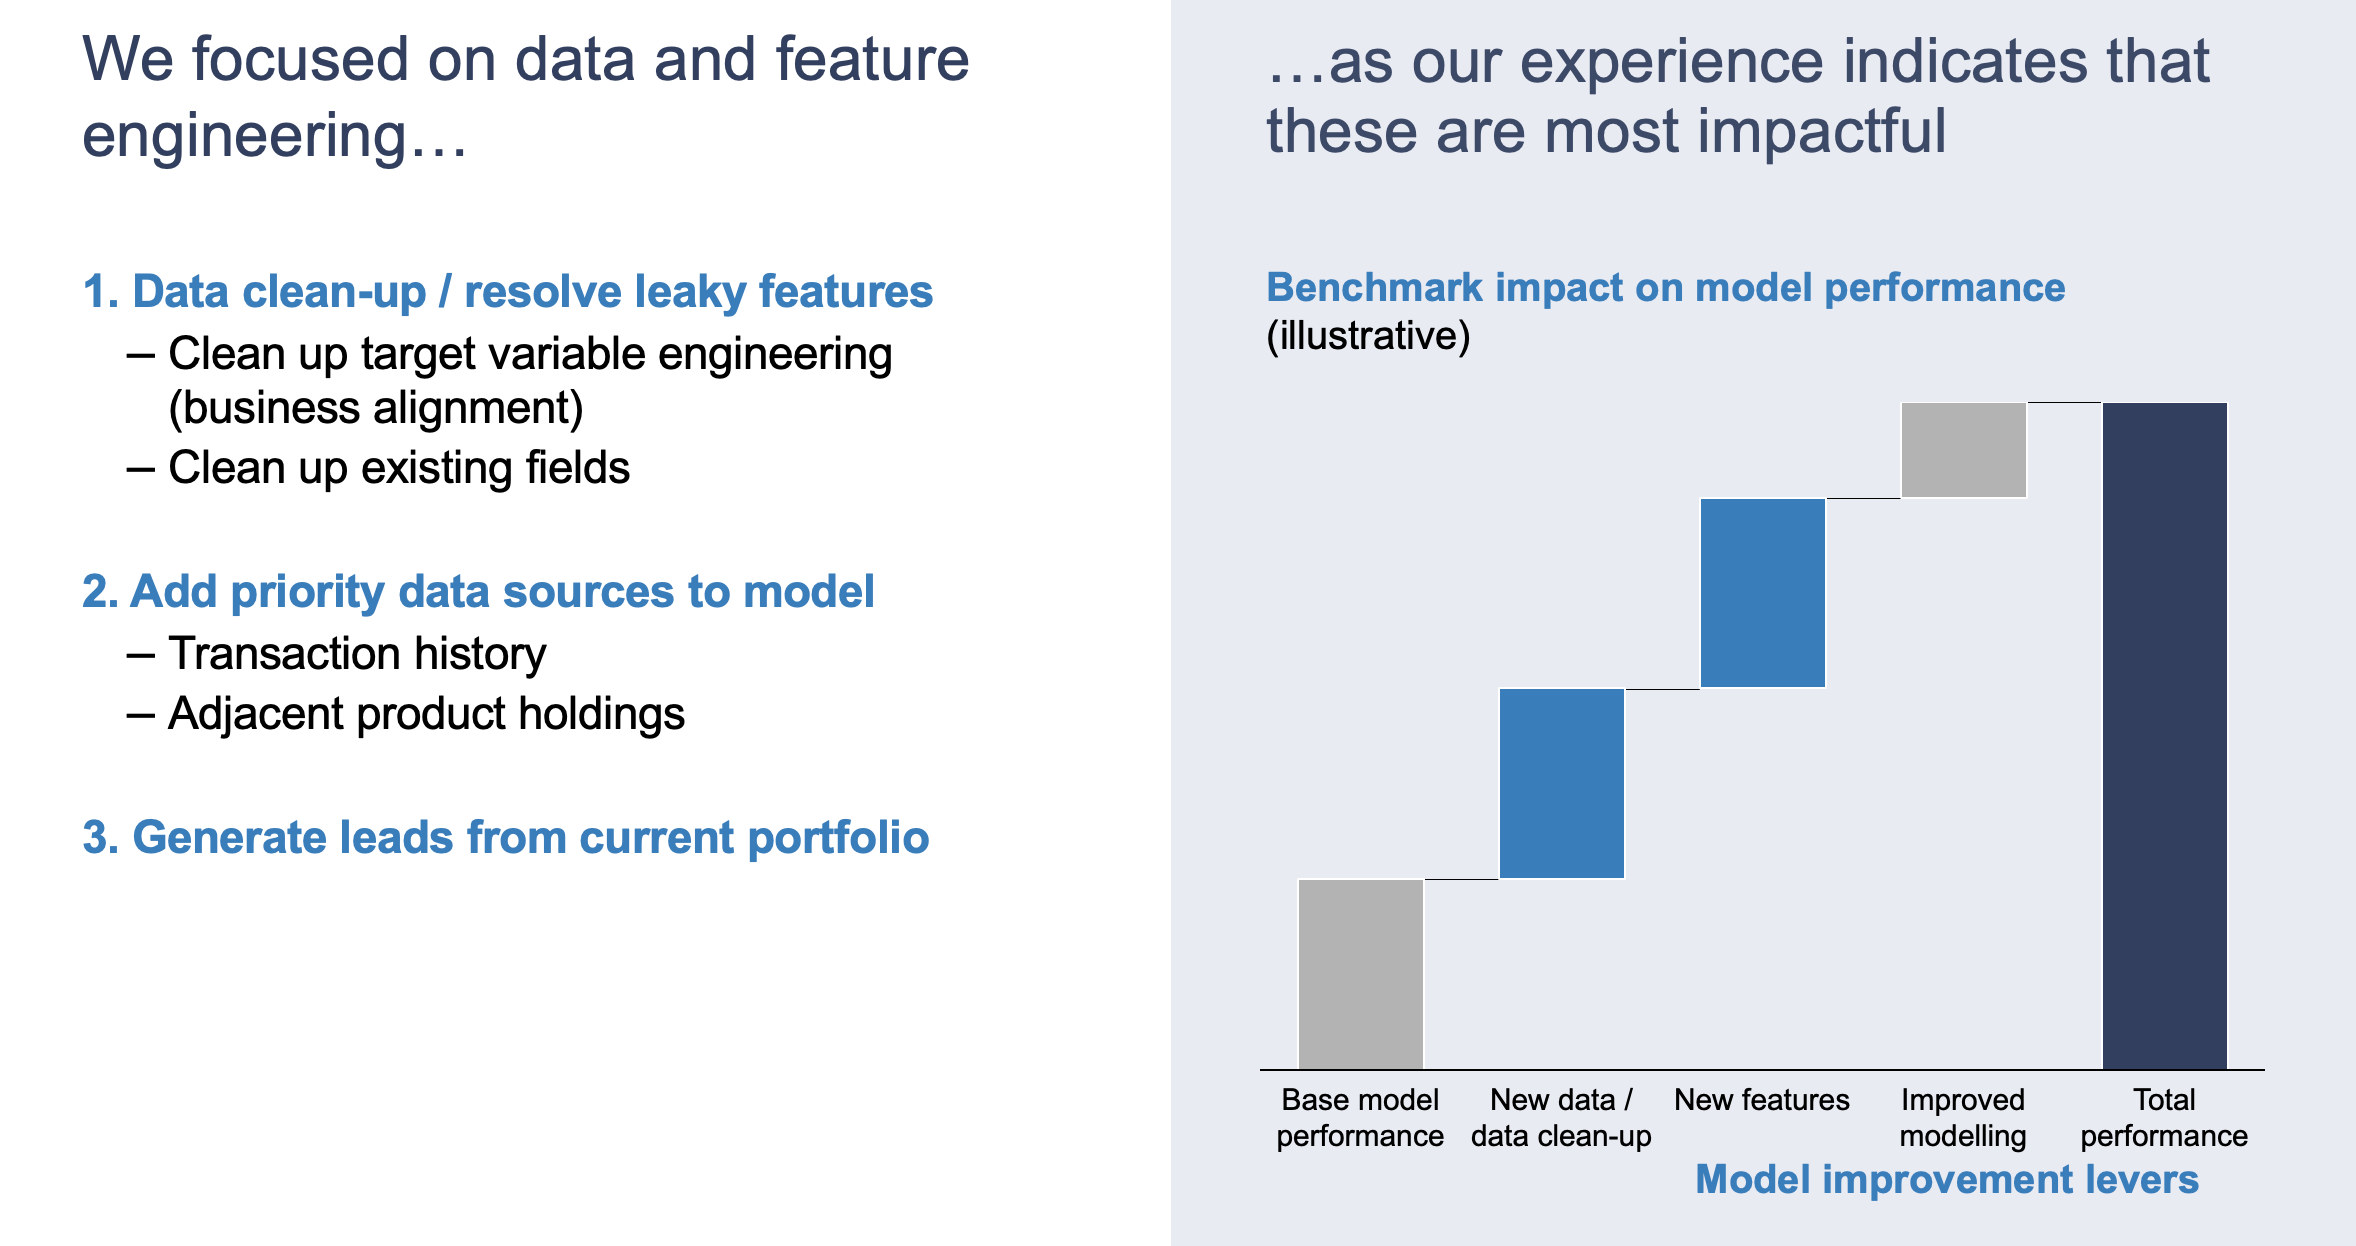 We focused on data and feature
engineering…
1. Data clean-up / resolve leaky features
– Clean up target variable engineering
(business alignment)
– Clean up existing fields
2. Add priority data sources to model
– Transaction history
– Adjacent product holdings
3. Generate leads from current portfolio
…as our experience indicates that
these are most impactful
Benchmark impact on model performance
(illustrative)
Base model
performance
New data /
data clean-up
New features
Improved
modelling
Total
performance
Model improvement levers